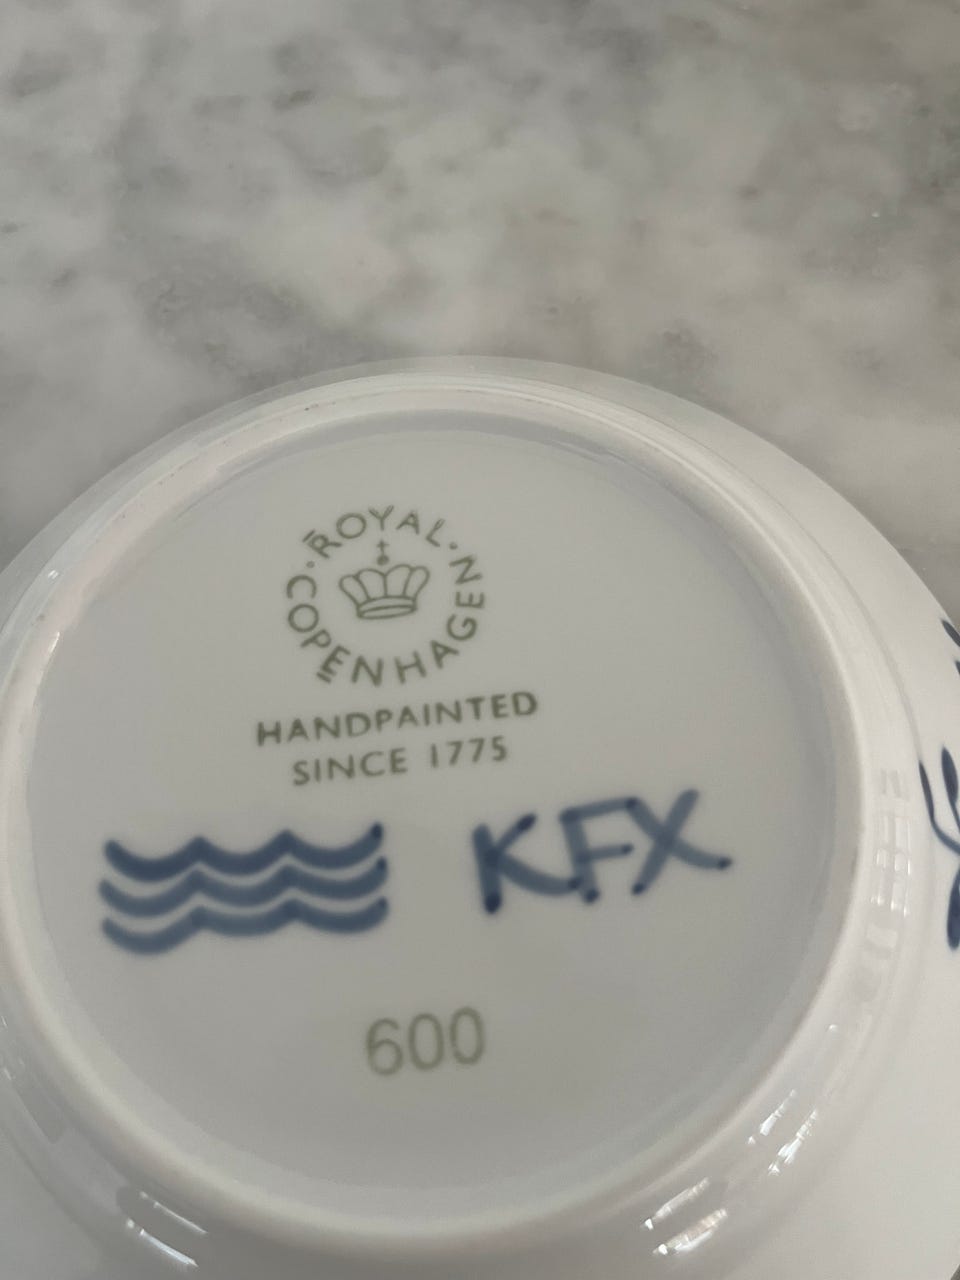 ROYAL
COPENHAGEN
HANDPAINTED
SINCE 1775
KFX
600